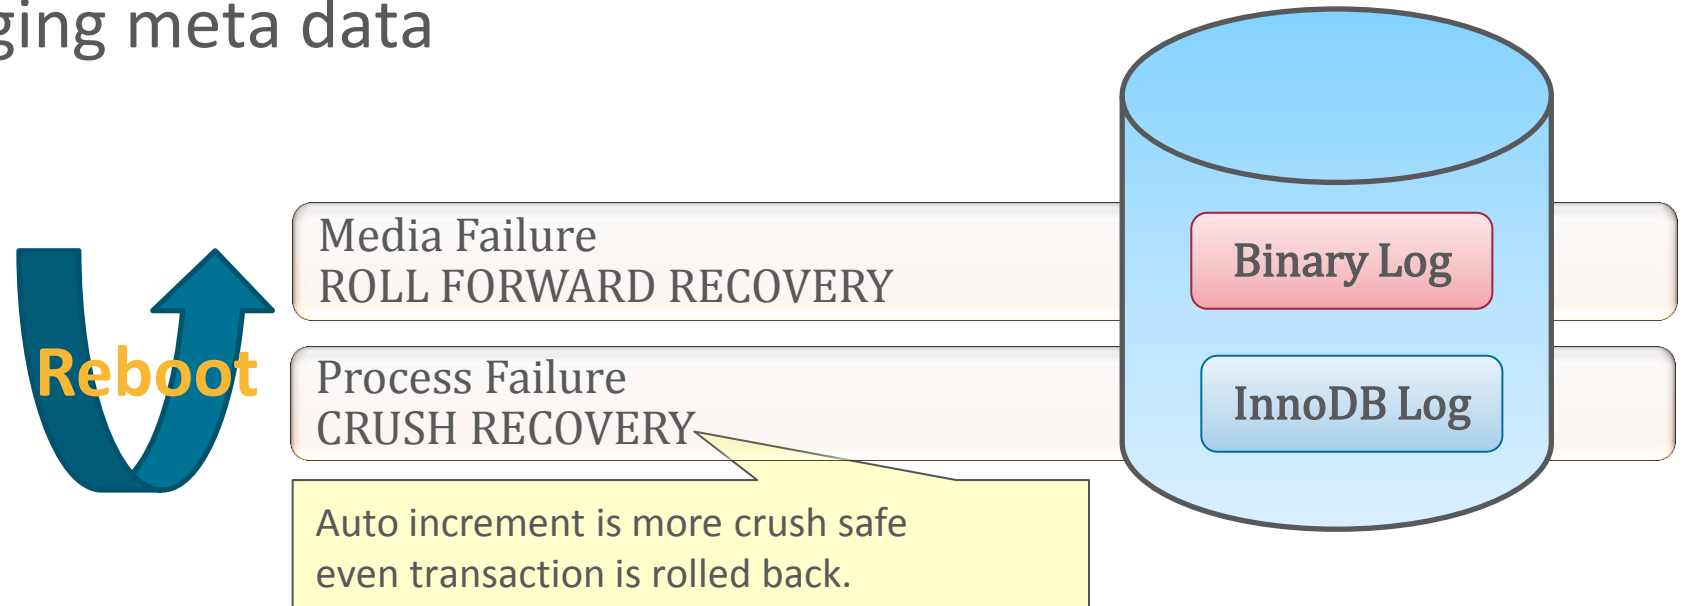 ging meta data
Media Failure
ROLL FORWARD RECOVERY
Binary Log
Reboot
Process Failure
CRUSH RECOVERY
InnoDB Log
Auto increment is more crush safe
even transaction is rolled back.